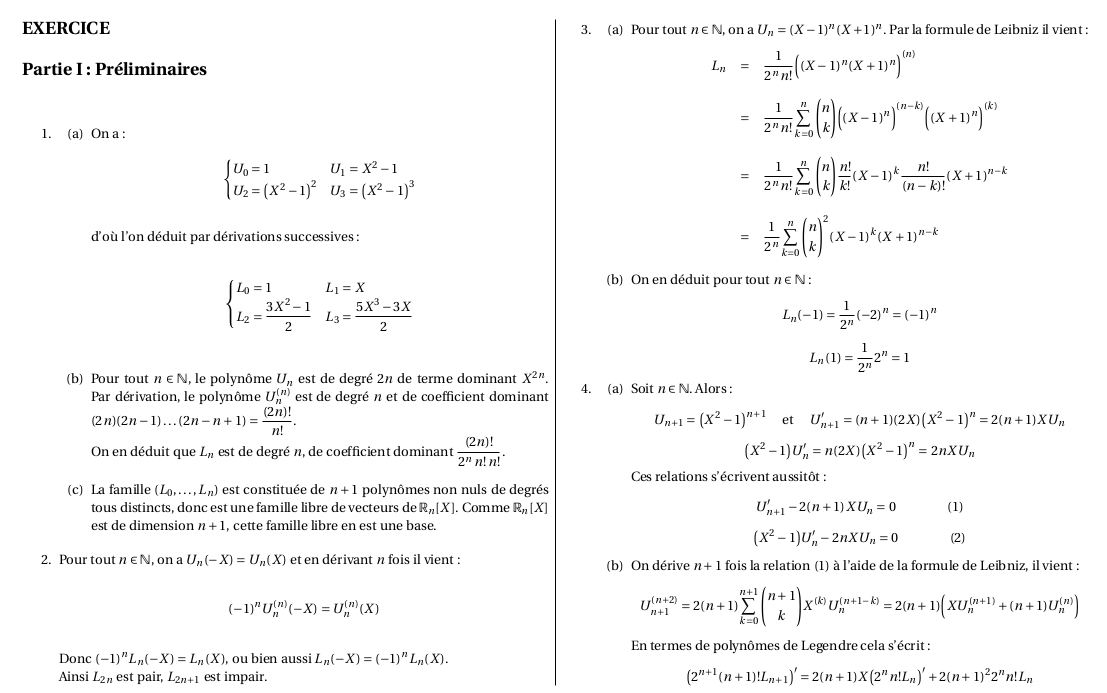 EXERCICE
Partie I : Préliminaires
1. (a) On a :
$\begin{cases} U_0 = 1 & U_1 = X^2 - 1 \\ U_2 = (X^2 - 1)^2 & U_3 = (X^2 - 1)^3 \end{cases}$
d'où l'on déduit par dérivations successives :
$\begin{cases} L_0 = 1 & L_1 = X \\ L_2 = \dfrac{3X^2 - 1}{2} & L_3 = \dfrac{5X^3 - 3X}{2} \end{cases}$
(b) Pour tout $n \in \mathbb{N}$, le polynôme $U_n$ est de degré $2n$ de terme dominant $X^{2n}$.
Par dérivation, le polynôme $U_n^{(n)}$ est de degré $n$ et de coefficient dominant
$(2n)(2n-1)\ldots(2n-n+1) = \dfrac{(2n)!}{n!}$.
On en déduit que $L_n$ est de degré $n$, de coefficient dominant $\dfrac{(2n)!}{2^n\, n!\, n!}$.
(c) La famille $(L_0, \ldots, L_n)$ est constituée de $n+1$ polynômes non nuls de degrés
tous distincts, donc est une famille libre de vecteurs de $\mathbb{R}_n[X]$. Comme $\mathbb{R}_n[X]$
est de dimension $n+1$, cette famille libre en est une base.
2. Pour tout $n \in \mathbb{N}$, on a $U_n(-X) = U_n(X)$ et en dérivant $n$ fois il vient :
$(-1)^n U_n^{(n)}(-X) = U_n^{(n)}(X)$
Donc $(-1)^n L_n(-X) = L_n(X)$, ou bien aussi $L_n(-X) = (-1)^n L_n(X)$.
Ainsi $L_{2n}$ est pair, $L_{2n+1}$ est impair.
3. (a) Pour tout $n \in \mathbb{N}$, on a $U_n = (X-1)^n (X+1)^n$. Par la formule de Leibniz il vient :
$L_n = \dfrac{1}{2^n n!} \left( (X-1)^n (X+1)^n \right)^{(n)}$
$= \dfrac{1}{2^n n!} \sum_{k=0}^{n} \binom{n}{k} \left( (X-1)^n \right)^{(n-k)} \left( (X+1)^n \right)^{(k)}$
$= \dfrac{1}{2^n n!} \sum_{k=0}^{n} \binom{n}{k} \dfrac{n!}{k!} (X-1)^k \dfrac{n!}{(n-k)!} (X+1)^{n-k}$
$= \dfrac{1}{2^n} \sum_{k=0}^{n} \binom{n}{k}^2 (X-1)^k (X+1)^{n-k}$
(b) On en déduit pour tout $n \in \mathbb{N}$ :
$L_n(-1) = \dfrac{1}{2^n} (-2)^n = (-1)^n$
$L_n(1) = \dfrac{1}{2^n} 2^n = 1$
4. (a) Soit $n \in \mathbb{N}$. Alors :
$U_{n+1} = (X^2 - 1)^{n+1}$ et $U'_{n+1} = (n+1)(2X)(X^2 - 1)^n = 2(n+1) X U_n$
$(X^2 - 1) U'_n = n(2X)(X^2 - 1)^n = 2nXU_n$
Ces relations s'écrivent aussitôt :
$U'_{n+1} - 2(n+1) X U_n = 0$ (1)
$(X^2 - 1) U'_n - 2nXU_n = 0$ (2)
(b) On dérive $n+1$ fois la relation (1) à l'aide de la formule de Leibniz, il vient :
$U_{n+1}^{(n+2)} = 2(n+1) \sum_{k=0}^{n+1} \binom{n+1}{k} X^{(k)} U_n^{(n+1-k)} = 2(n+1) \left( X U_n^{(n+1)} + (n+1) U_n^{(n)} \right)$
En termes de polynômes de Legendre cela s'écrit :
$\left( 2^{n+1} (n+1)! L_{n+1} \right)' = 2(n+1) X \left( 2^n n! L_n \right)' + 2(n+1)^2 2^n n! L_n$